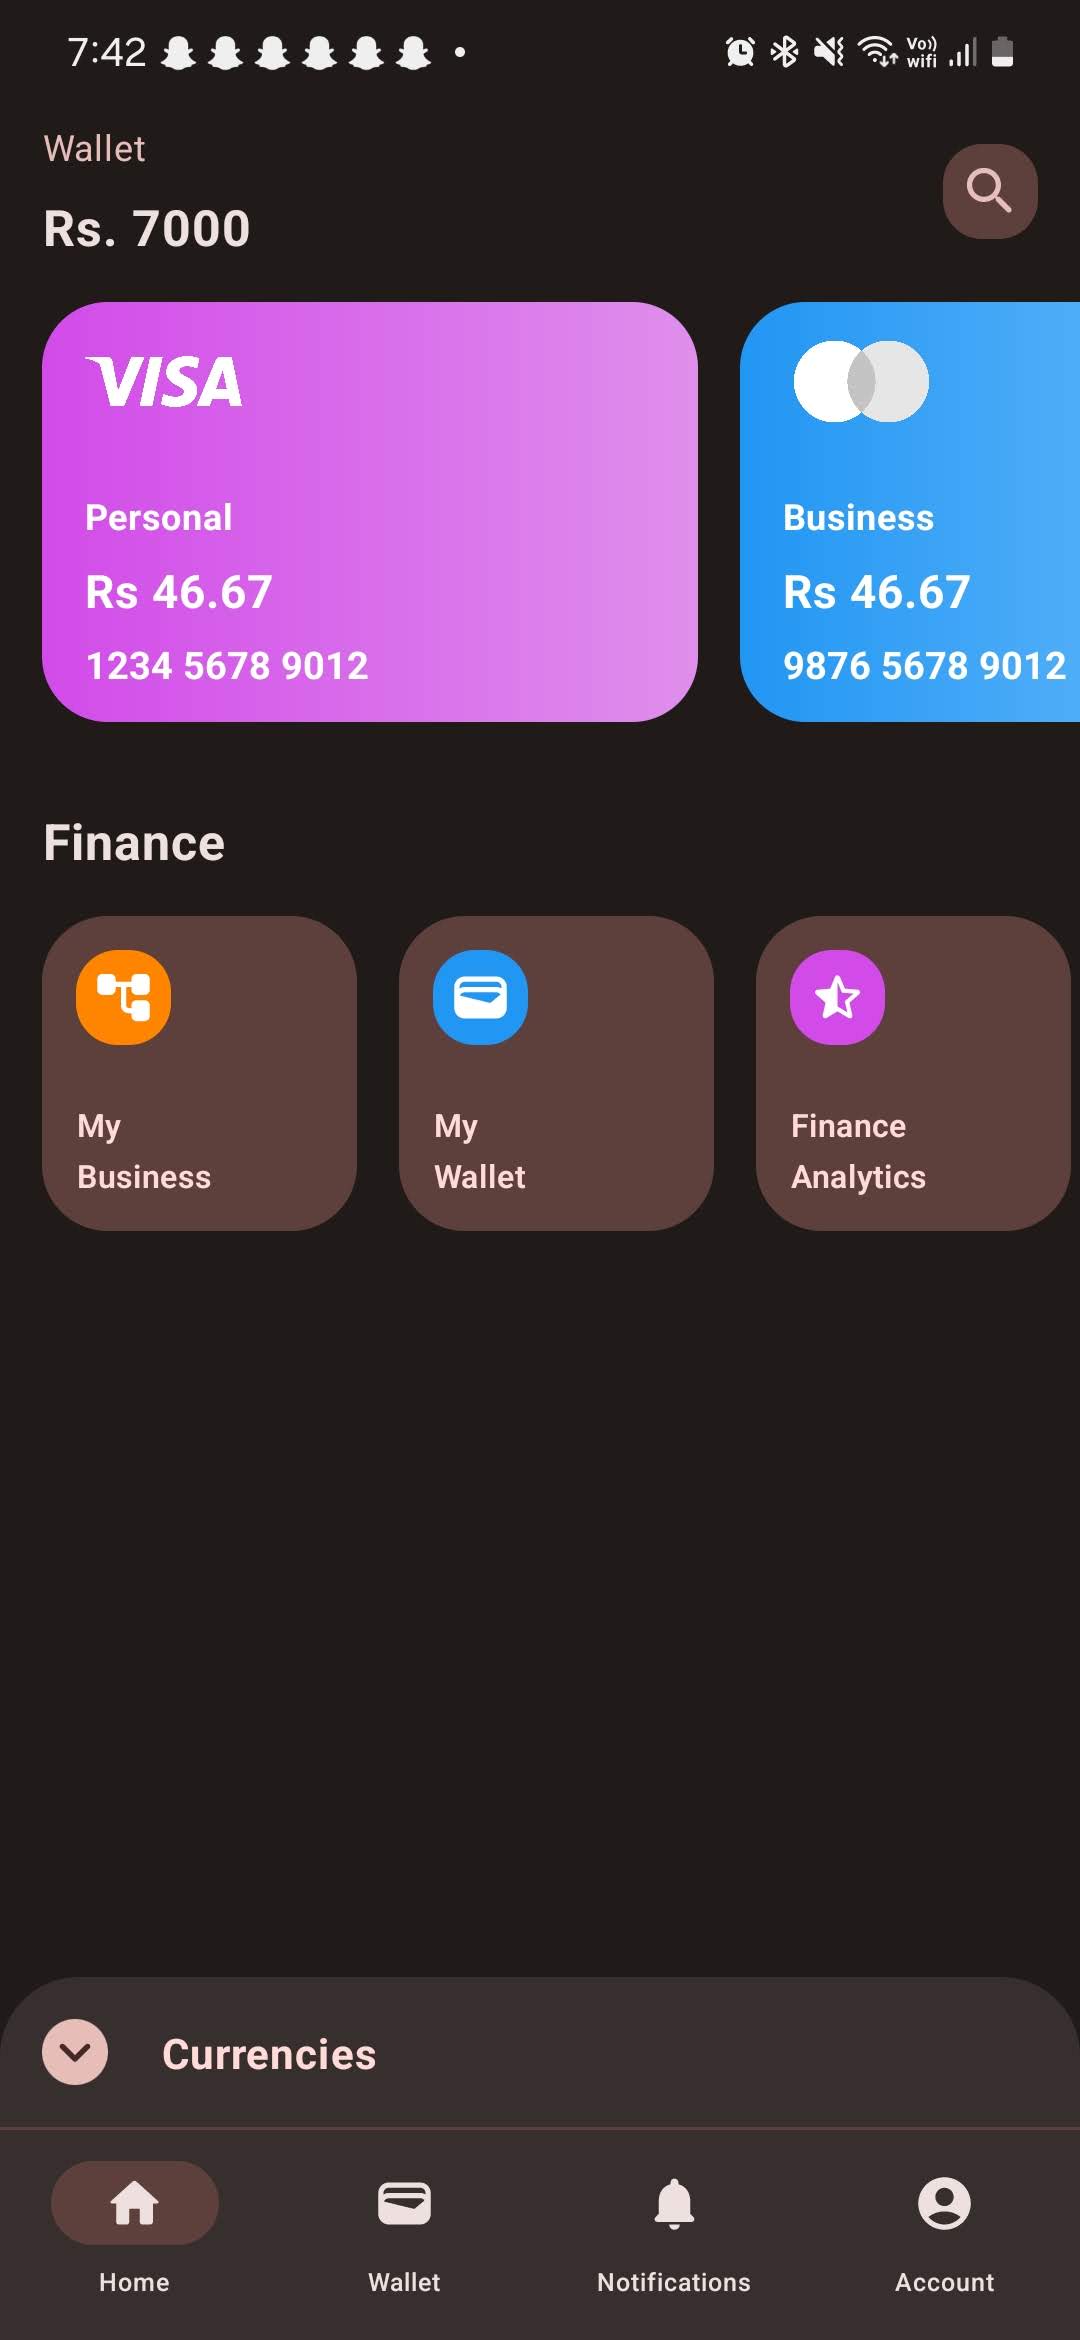 7:42
Vo))
wifi
Wallet
Rs. 7000
VISA
Personal
Rs 46.67
1234 5678 9012
Business
Rs 46.67
9876 5678 9012
Finance
My
Business
My
Wallet
Finance
Analytics
Currencies
Home
Wallet
Notifications
Account